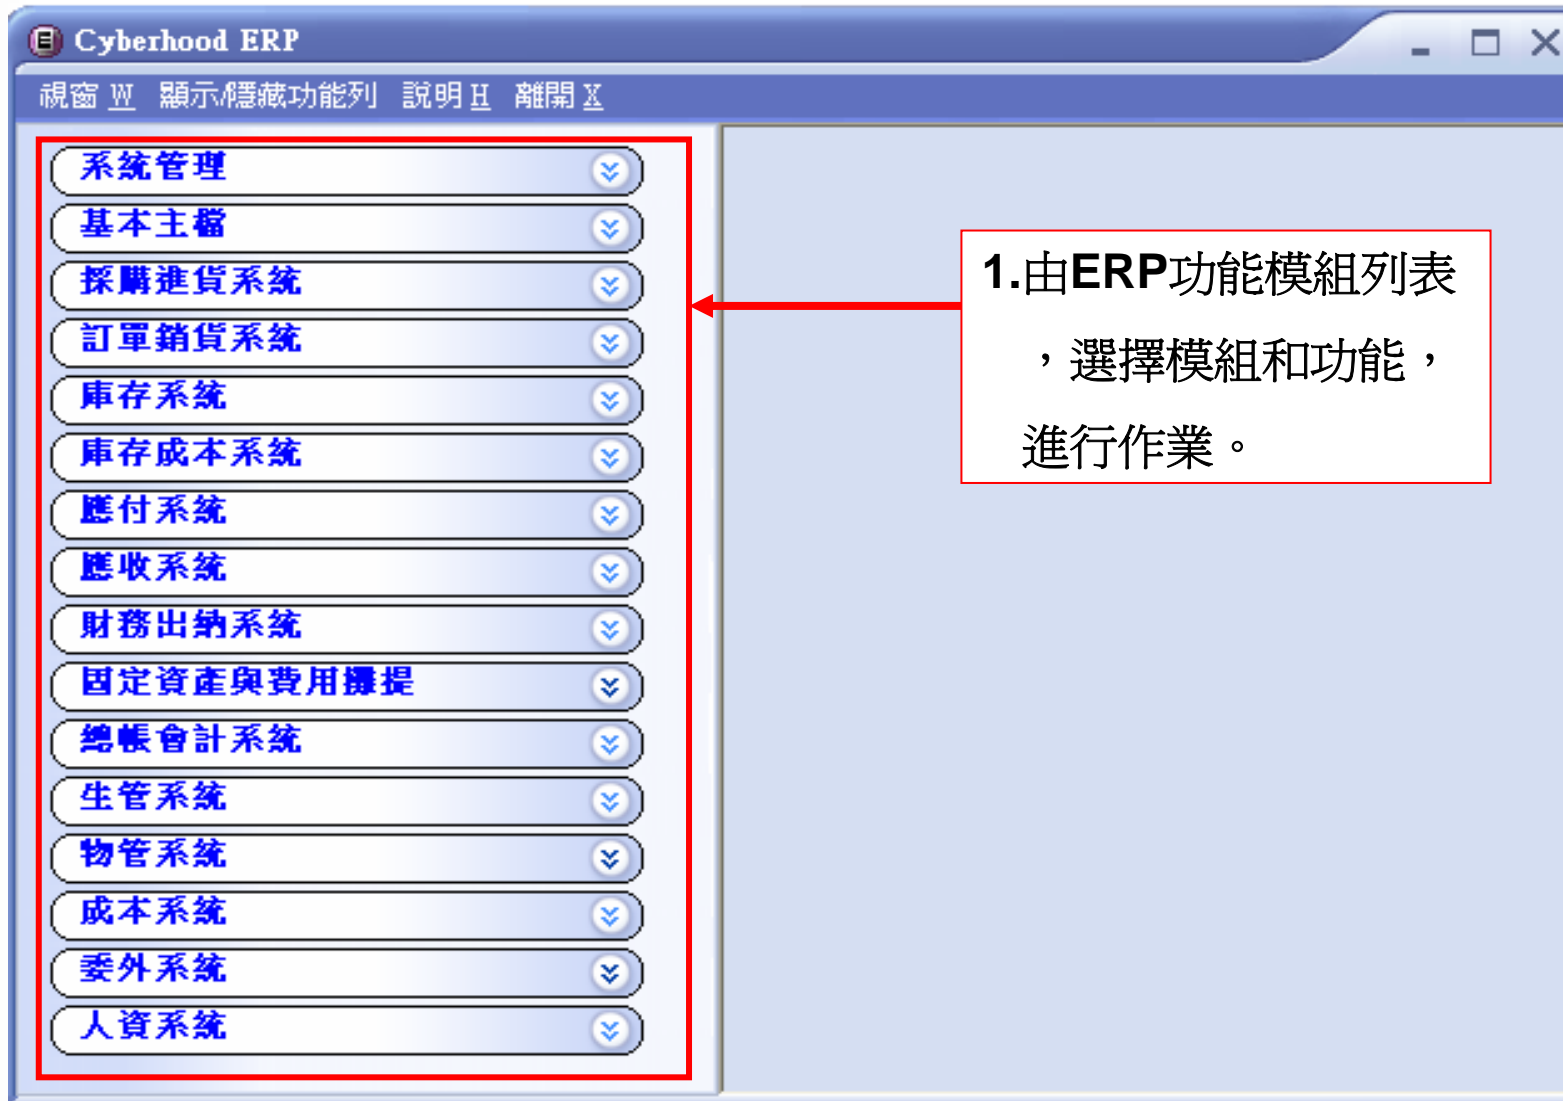 Cyberhood ERP
視窗 W 顯示/隱藏功能列 說明 H 離開 X
系統管理
基本主檔
採購進貨系統
訂單銷貨系統
庫存系統
庫存成本系統
應付系統
應收系統
財務出納系統
固定資產與費用攤提
總帳會計系統
生管系統
物管系統
成本系統
委外系統
人資系統
1.由ERP功能模組列表
，選擇模組和功能，
進行作業。